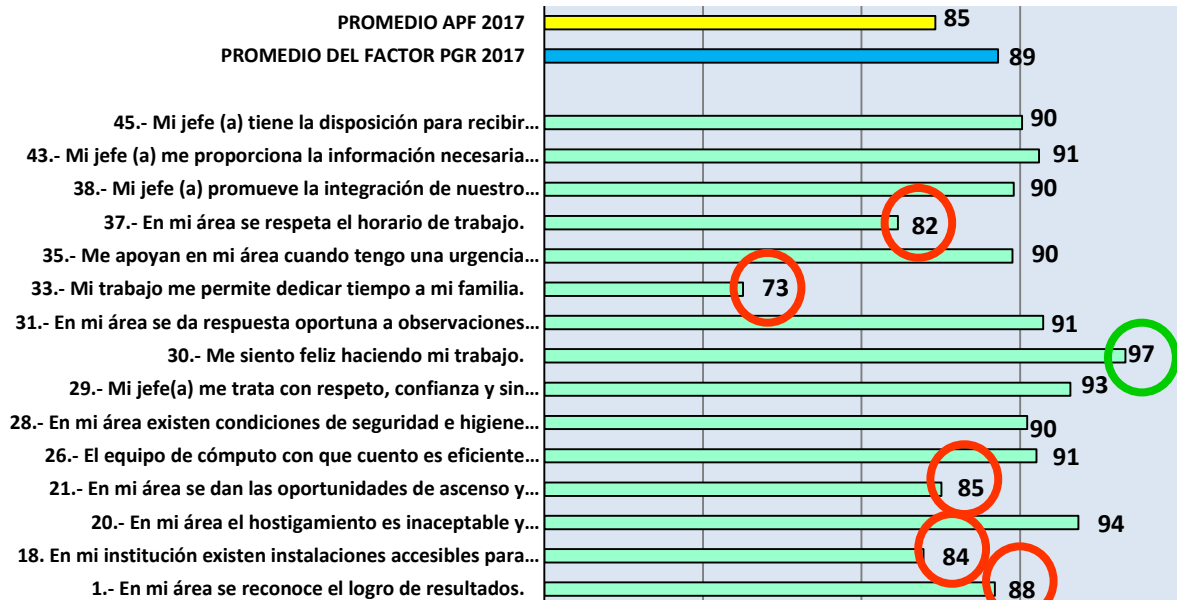 PROMEDIO APF 2017 85
PROMEDIO DEL FACTOR PGR 2017 89
45.- Mi jefe (a) tiene la disposición para recibir... 90
43.- Mi jefe (a) me proporciona la información necesaria... 91
38.- Mi jefe (a) promueve la integración de nuestro... 90
37.- En mi área se respeta el horario de trabajo. 82
35.- Me apoyan en mi área cuando tengo una urgencia... 90
33.- Mi trabajo me permite dedicar tiempo a mi familia. 73
31.- En mi área se da respuesta oportuna a observaciones... 91
30.- Me siento feliz haciendo mi trabajo. 97
29.- Mi jefe(a) me trata con respeto, confianza y sin... 93
28.- En mi área existen condiciones de seguridad e higiene... 90
26.- El equipo de cómputo con que cuento es eficiente... 91
21.- En mi área se dan las oportunidades de ascenso y... 85
20.- En mi área el hostigamiento es inaceptable y... 94
18. En mi institución existen instalaciones accesibles para... 84
1.- En mi área se reconoce el logro de resultados. 88